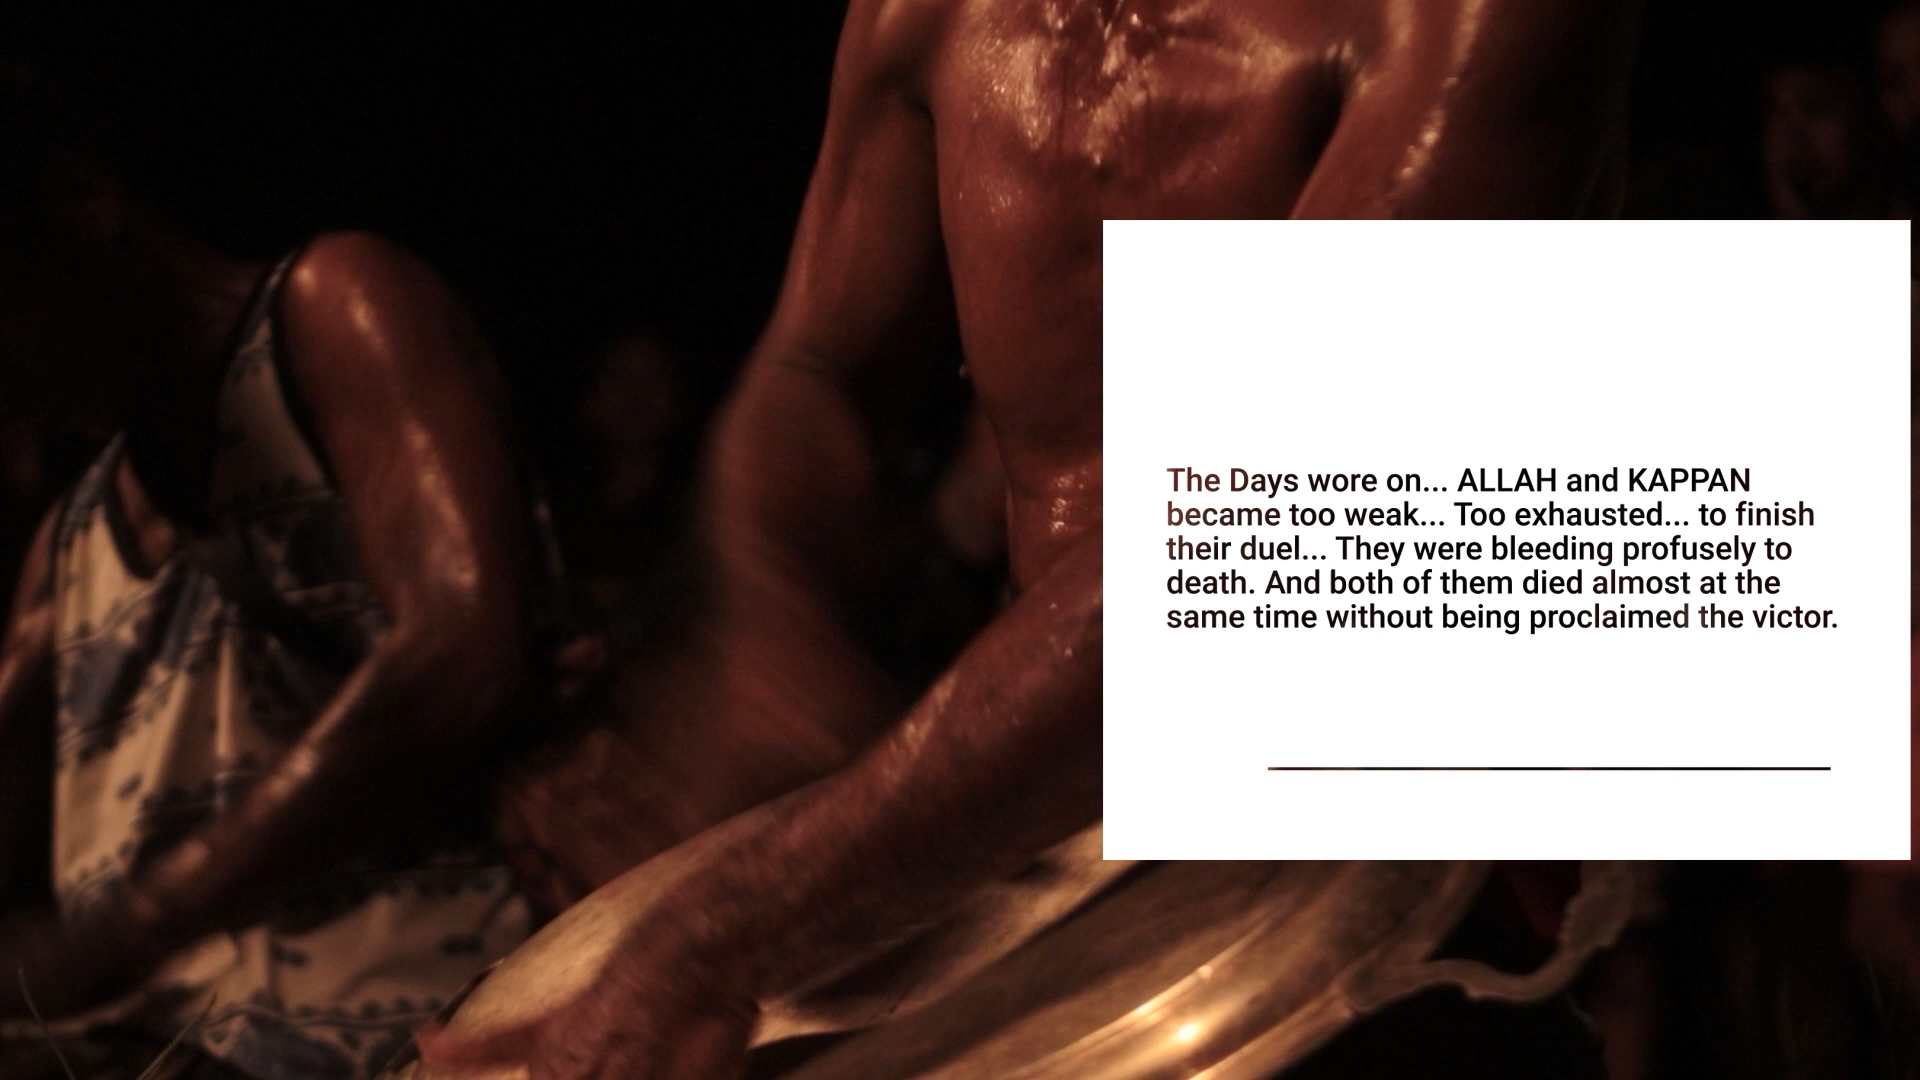 The Days wore on... ALLAH and KAPPAN
became too weak... Too exhausted... to finish
their duel... They were bleeding profusely to
death. And both of them died almost at the
same time without being proclaimed the victor.